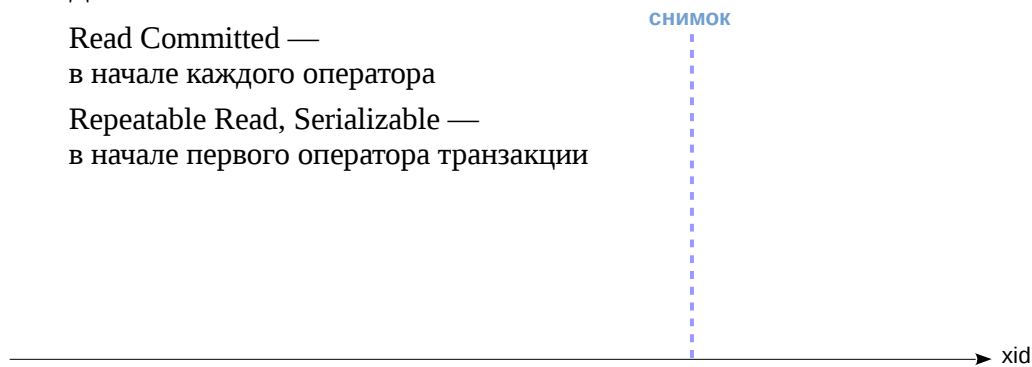 снимок
Read Committed —
в начале каждого оператора
Repeatable Read, Serializable —
в начале первого оператора транзакции
xid